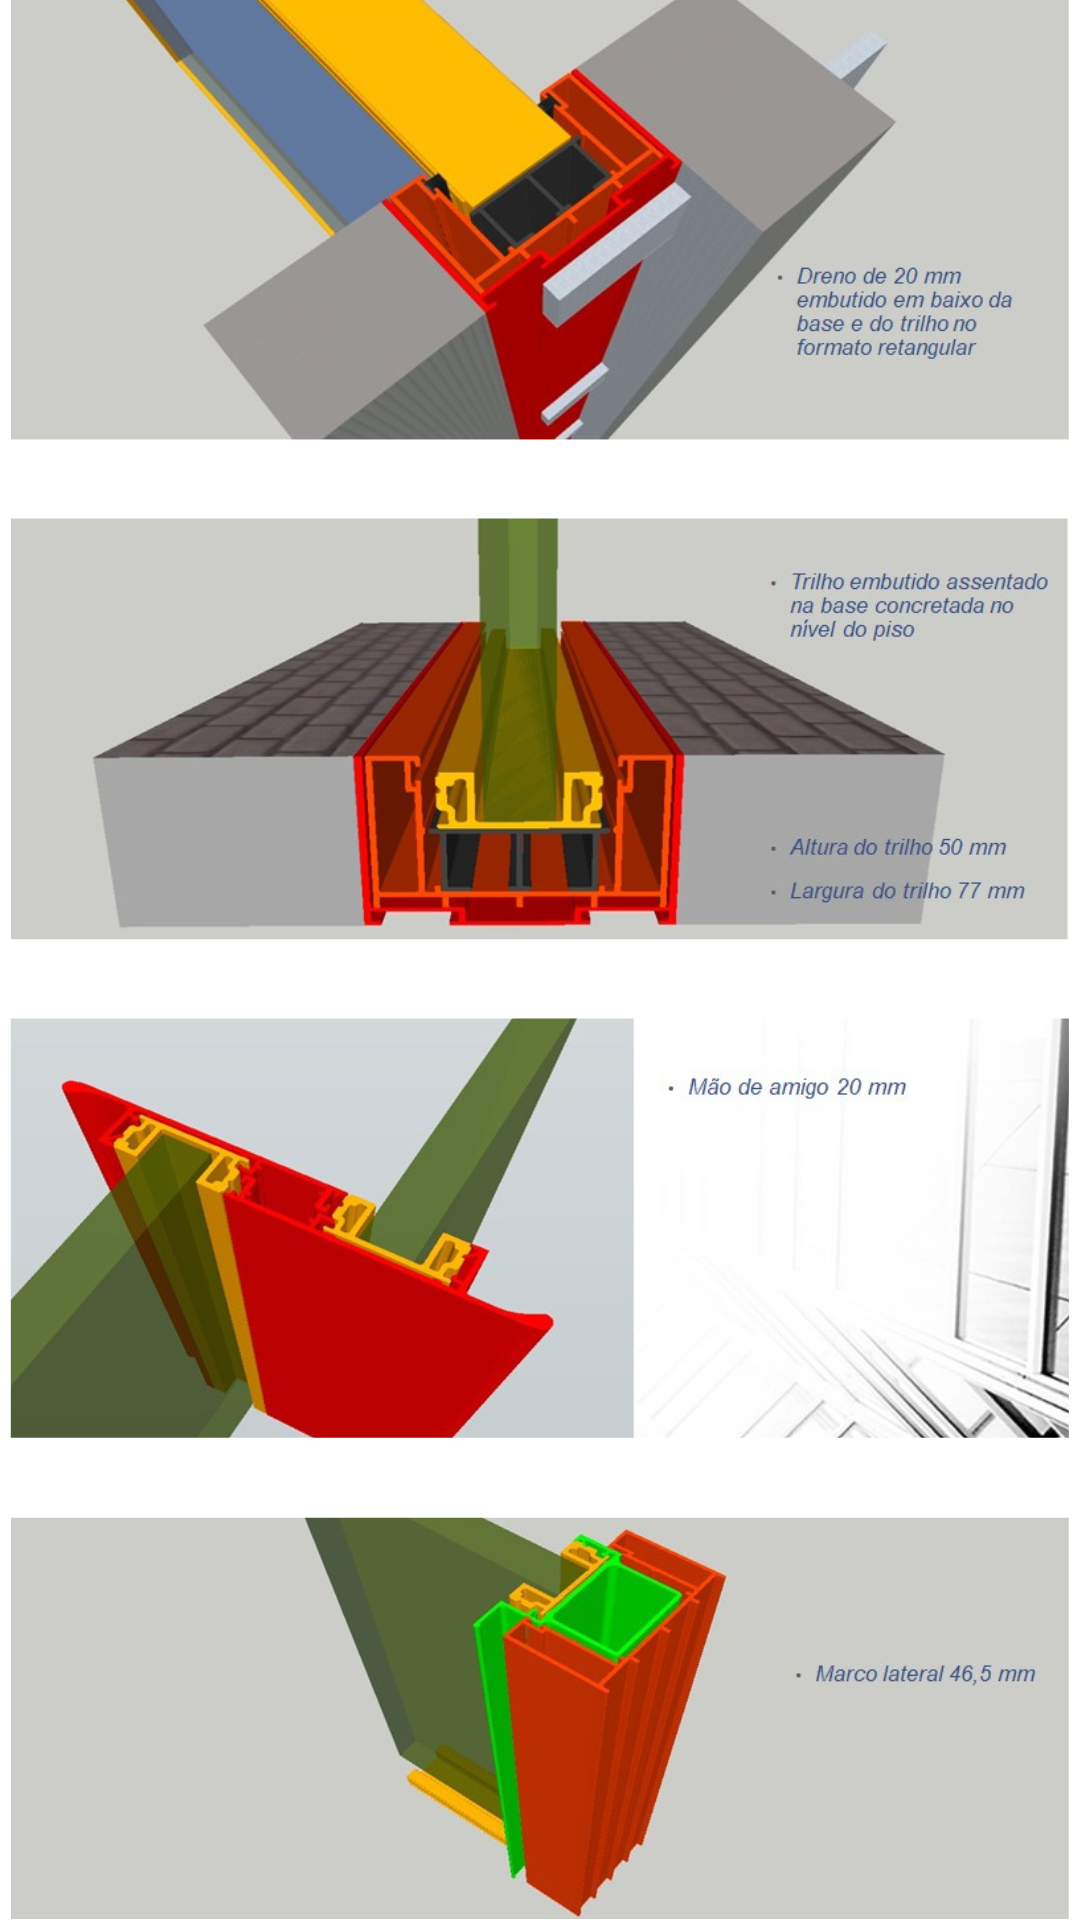 • Dreno de 20 mm
embutido em baixo da
base e do trilho no
formato retangular
• Trilho embutido assentado
na base concretada no
nível do piso
• Altura do trilho 50 mm
• Largura do trilho 77 mm
• Mão de amigo 20 mm
• Marco lateral 46,5 mm